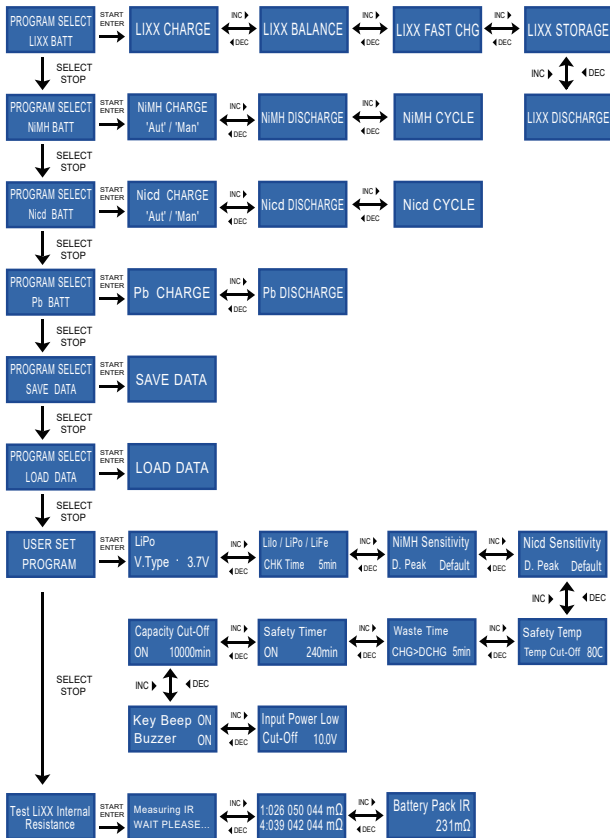 PROGRAM SELECT
LIXX BATT
START
ENTER
LIXX CHARGE
INC
DEC
LIXX BALANCE
INC
DEC
LIXX FAST CHG
INC
DEC
LIXX STORAGE
SELECT
STOP
INC
DEC
LIXX DISCHARGE
PROGRAM SELECT
NiMH BATT
START
ENTER
NiMH CHARGE
'Aut' / 'Man'
INC
DEC
NiMH DISCHARGE
INC
DEC
NiMH CYCLE
SELECT
STOP
PROGRAM SELECT
Nicd BATT
START
ENTER
Nicd CHARGE
'Aut' / 'Man'
INC
DEC
Nicd DISCHARGE
INC
DEC
Nicd CYCLE
SELECT
STOP
PROGRAM SELECT
Pb BATT
START
ENTER
Pb CHARGE
INC
DEC
Pb DISCHARGE
SELECT
STOP
PROGRAM SELECT
SAVE DATA
START
ENTER
SAVE DATA
SELECT
STOP
PROGRAM SELECT
LOAD DATA
START
ENTER
LOAD DATA
SELECT
STOP
USER SET
PROGRAM
START
ENTER
LiPo
V.Type · 3.7V
INC
DEC
LiIo / LiPo / LiFe
CHK Time 5min
INC
DEC
NiMH Sensitivity
D. Peak Default
INC
DEC
Nicd Sensitivity
D. Peak Default
INC
DEC
Capacity Cut-Off
ON 10000min
INC
DEC
Safety Timer
ON 240min
INC
DEC
Waste Time
CHG>DCHG 5min
INC
DEC
Safety Temp
Temp Cut-Off 80C
SELECT
STOP
INC
DEC
Key Beep ON
Buzzer ON
INC
DEC
Input Power Low
Cut-Off 10.0V
Test LiXX Internal
Resistance
START
ENTER
Measuring IR
WAIT PLEASE...
INC
DEC
1:026 050 044 mΩ
4:039 042 044 mΩ
INC
DEC
Battery Pack IR
231mΩ